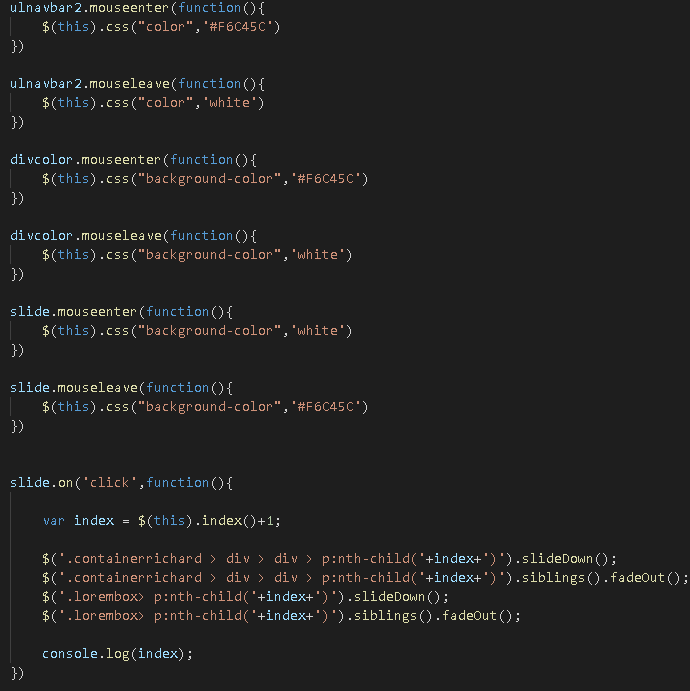 ulnavbar2.mouseenter(function(){
    $(this).css("color",'#F6C45C')
})

ulnavbar2.mouseleave(function(){
    $(this).css("color",'white')
})

divcolor.mouseenter(function(){
    $(this).css("background-color",'#F6C45C')
})

divcolor.mouseleave(function(){
    $(this).css("background-color",'white')
})

slide.mouseenter(function(){
    $(this).css("background-color",'white')
})

slide.mouseleave(function(){
    $(this).css("background-color",'#F6C45C')
})


slide.on('click',function(){

    var index = $(this).index()+1;

    $('.containerrichard > div > div > p:nth-child('+index+')').slideDown();
    $('.containerrichard > div > div > p:nth-child('+index+')').siblings().fadeOut();
    $('.lorembox> p:nth-child('+index+')').slideDown();
    $('.lorembox> p:nth-child('+index+')').siblings().fadeOut();

    console.log(index);
})